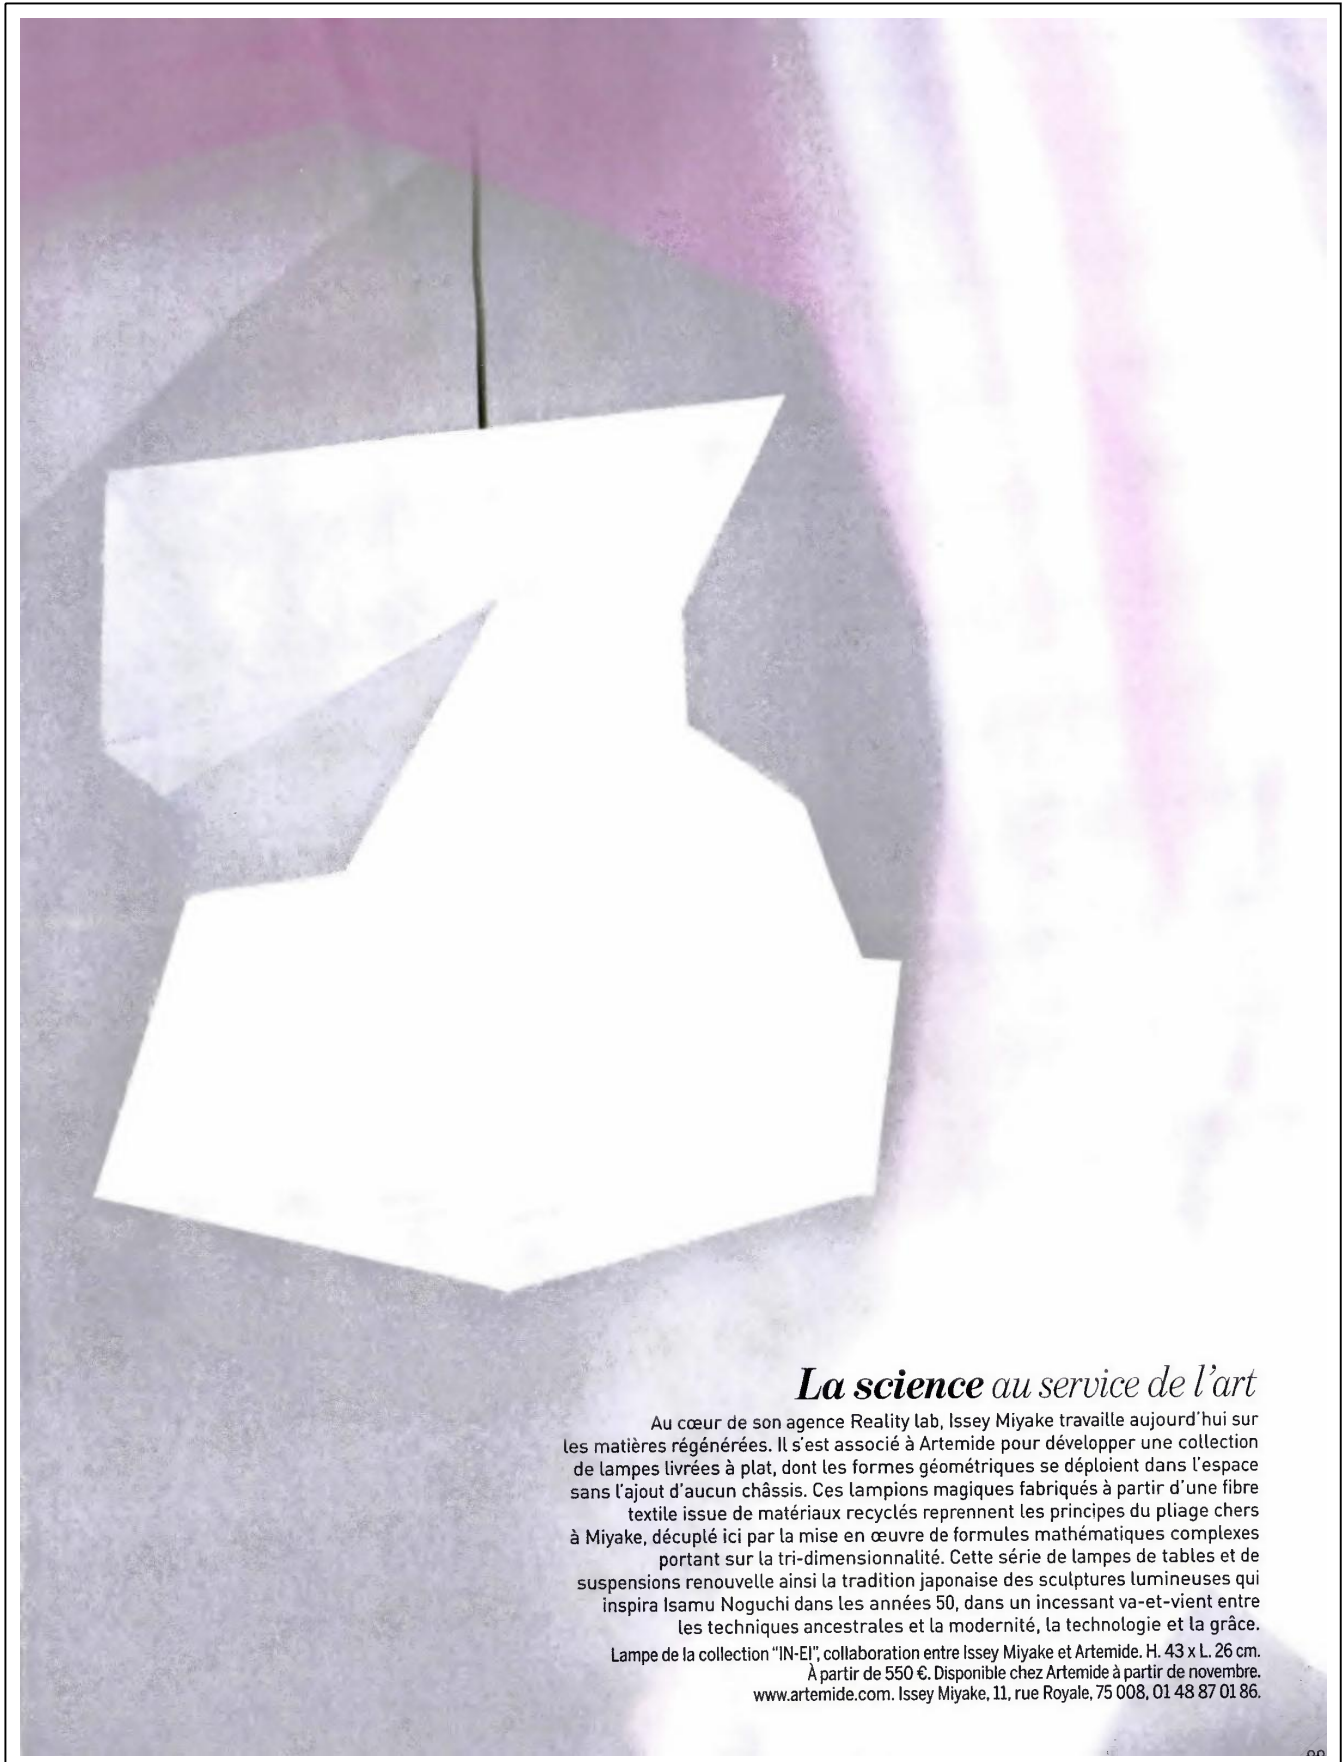 La science au service de l'art
Au cœur de son agence Reality lab, Issey Miyake travaille aujourd'hui sur
les matières régénérées. Il s'est associé à Artemide pour développer une collection
de lampes livrées à plat, dont les formes géométriques se déploient dans l'espace
sans l'ajout d'aucun châssis. Ces lampions magiques fabriqués à partir d'une fibre
textile issue de matériaux recyclés reprennent les principes du pliage chers
à Miyake, décuplé ici par la mise en œuvre de formules mathématiques complexes
portant sur la tri-dimensionnalité. Cette série de lampes de tables et de
suspensions renouvelle ainsi la tradition japonaise des sculptures lumineuses qui
inspira Isamu Noguchi dans les années 50, dans un incessant va-et-vient entre
les techniques ancestrales et la modernité, la technologie et la grâce.
Lampe de la collection "IN-EI", collaboration entre Issey Miyake et Artemide. H. 43 x L. 26 cm.
À partir de 550 €. Disponible chez Artemide à partir de novembre.
www.artemide.com. Issey Miyake, 11, rue Royale, 75 008, 01 48 87 01 86.